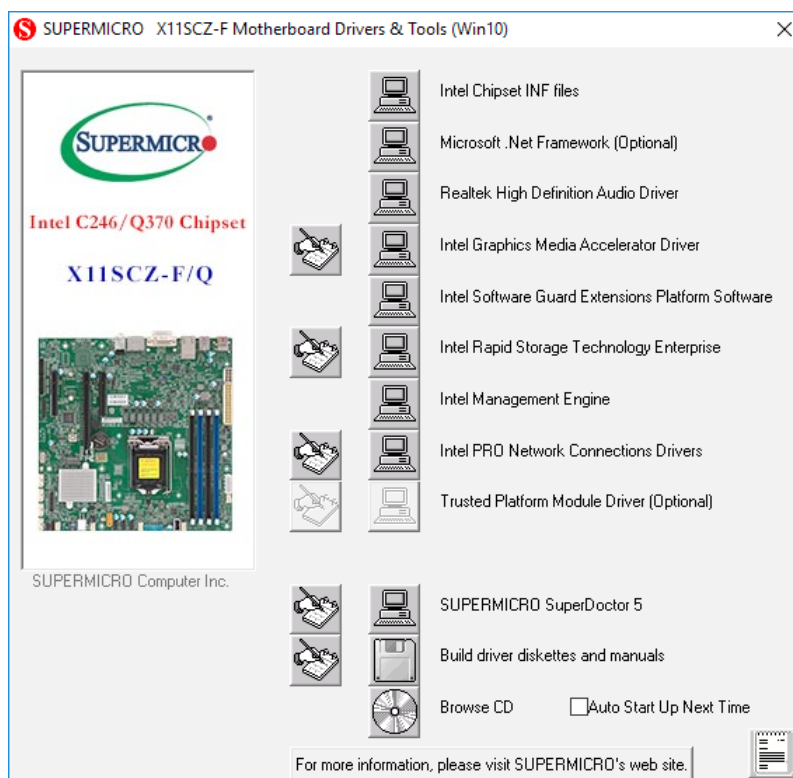 SUPERMICRO X11SCZ-F Motherboard Drivers & Tools (Win10)
SUPERMICRO
Intel C246/Q370 Chipset
X11SCZ-F/Q
SUPERMICRO Computer Inc.
Intel Chipset INF files
Microsoft .Net Framework (Optional)
Realtek High Definition Audio Driver
Intel Graphics Media Accelerator Driver
Intel Software Guard Extensions Platform Software
Intel Rapid Storage Technology Enterprise
Intel Management Engine
Intel PRO Network Connections Drivers
Trusted Platform Module Driver (Optional)
SUPERMICRO SuperDoctor 5
Build driver diskettes and manuals
Browse CD
Auto Start Up Next Time
For more information, please visit SUPERMICRO's web site.